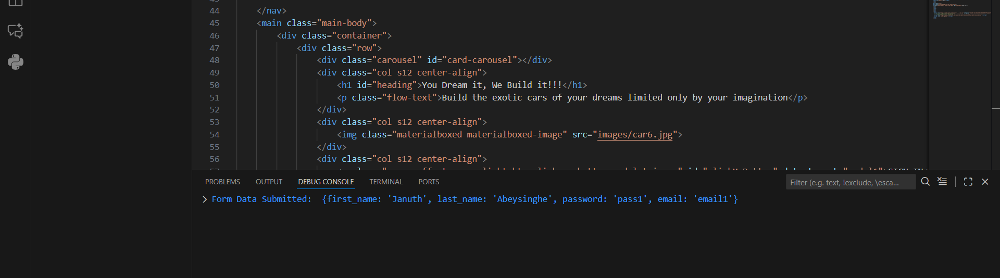 44 </nav>
45 <main class="main-body">
46 <div class="container">
47 <div class="row">
48 <div class="carousel" id="card-carousel"></div>
49 <div class="col s12 center-align">
50 <h1 id="heading">You Dream it, We Build it!!!</h1>
51 <p class="flow-text">Build the exotic cars of your dreams limited only by your imagination</p>
52 </div>
53 <div class="col s12 center-align">
54 <img class="materialboxed materialboxed-image" src="images/car6.jpg">
55 </div>
56 <div class="col s12 center-align">
PROBLEMS OUTPUT DEBUG CONSOLE TERMINAL PORTS Filter (e.g. text, !exclude, \esca...
> Form Data Submitted: {first_name: 'Januth', last_name: 'Abeysinghe', password: 'pass1', email: 'email1'}